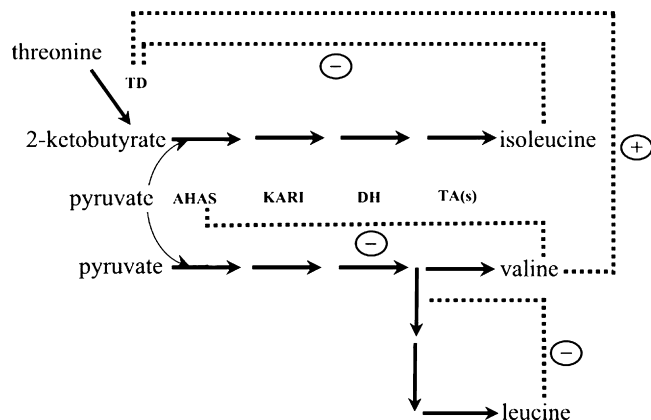 threonine
TD
−
2-ketobutyrate
isoleucine
+
pyruvate
AHAS
KARI
DH
TA(s)
−
pyruvate
valine
−
leucine